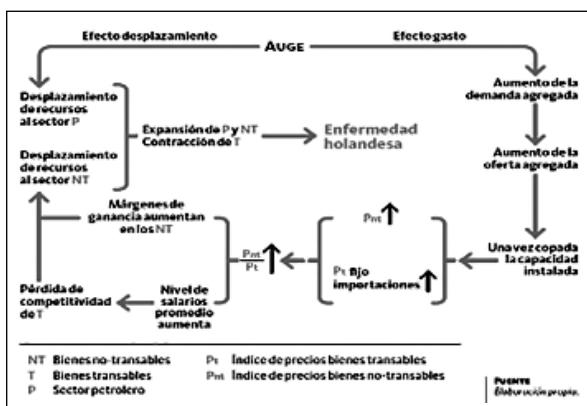 Efecto desplazamiento
AUGE
Efecto gasto
Desplazamiento
de recursos
al sector P
Desplazamiento
de recursos
al sector NT
Expansión de P y NT
Contracción de T
Enfermedad
holandesa
Aumento de la
demanda agregada
Aumento de la
oferta agregada
Una vez copada
la capacidad
instalada
Márgenes de
ganancia aumentan
en los NT
Pnt
Pt
Pnt
Pt Bjo
importaciones
Pérdida de
competitividad
de T
Nivel de
salarios
promedio
aumenta
NT Bienes no-transables
T Bienes transables
P Sector petrolero
Pt Índice de precios bienes transables
Pnt Índice de precios bienes no-transables
FUENTE
Elaboración propia.